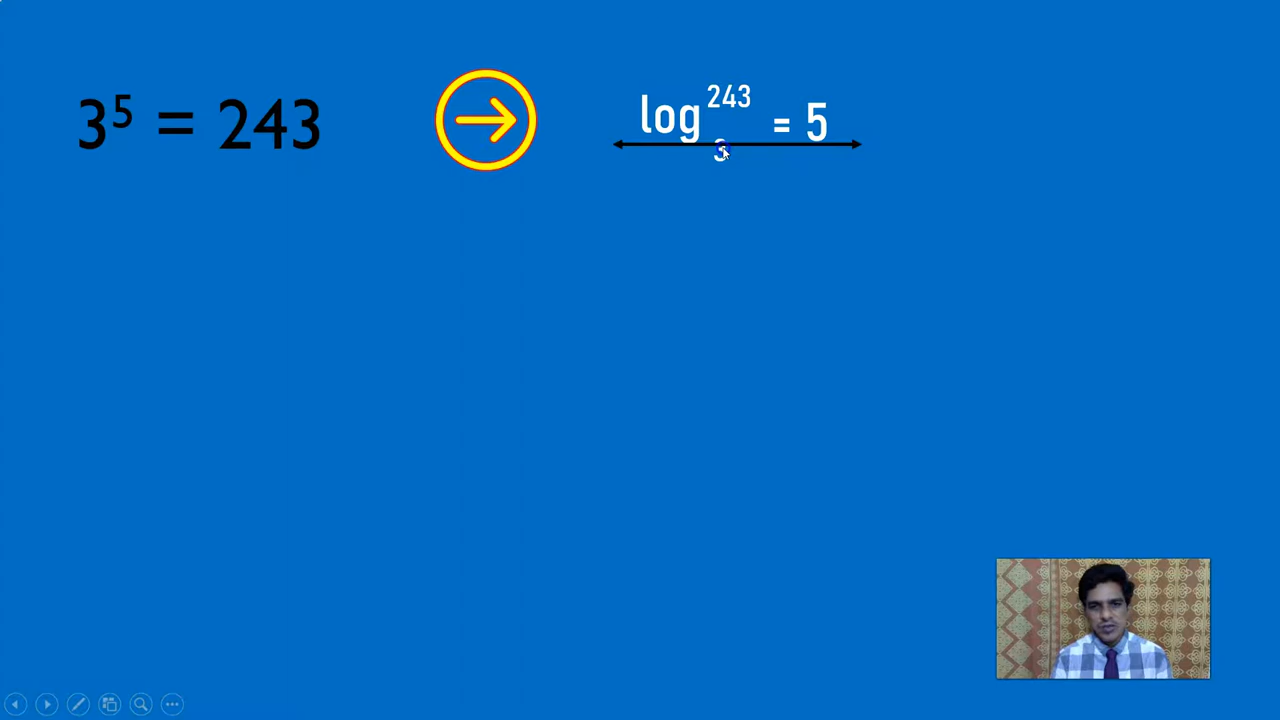 3⁵ = 243
log₃²⁴³ = 5